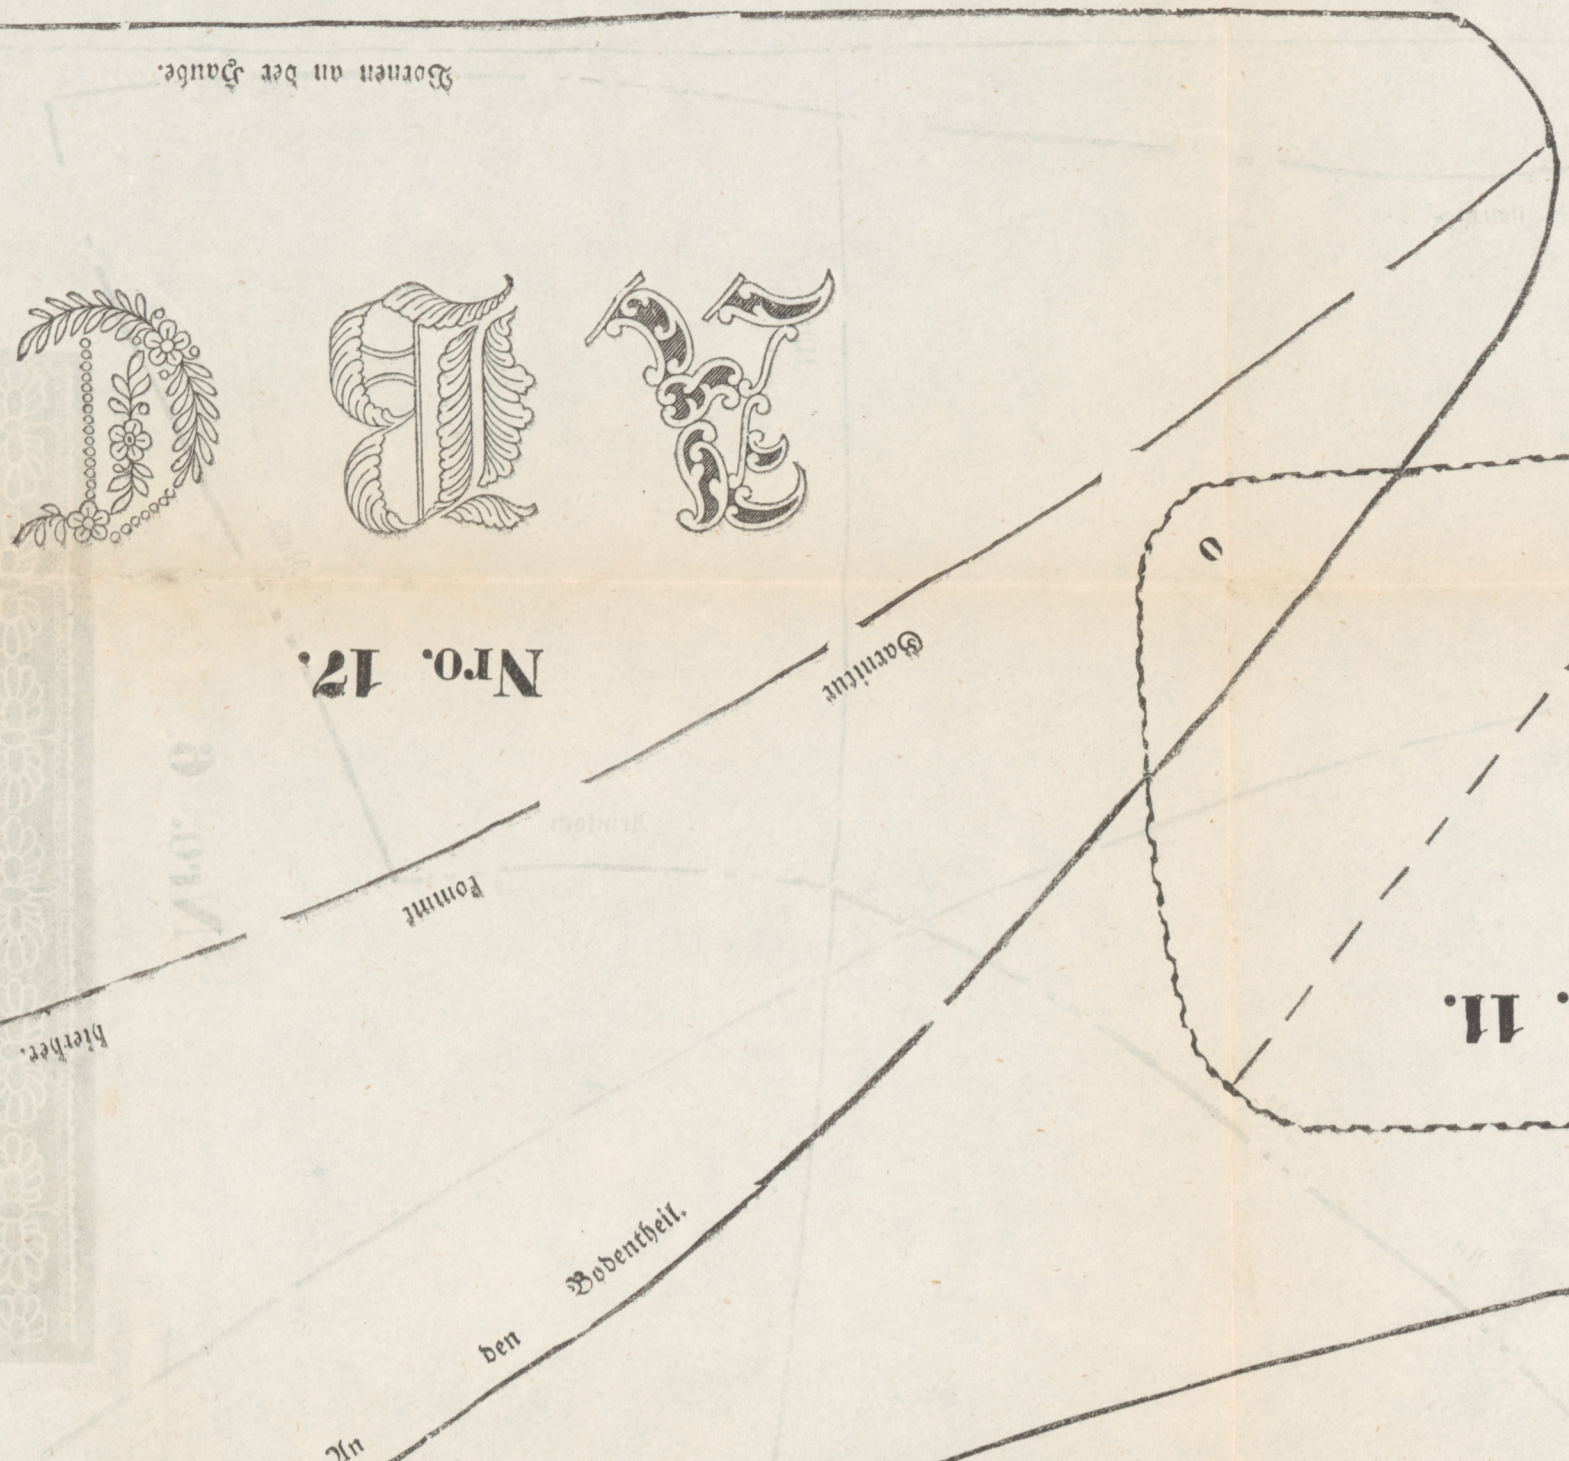 Vornen an der Haube.
A B C
Nro. 17.
Garnitur kommt hierher.
An den Bodentheil.
. 11.